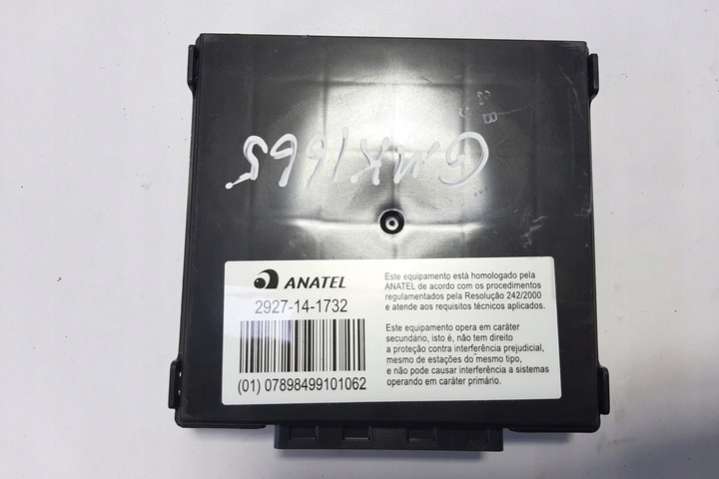 GMK1665
ANATEL
2927-14-1732
(01) 07898499101062
Este equipamento está homologado pela
ANATEL de acordo com os procedimentos
regulamentados pela Resolução 242/2000
e atende aos requisitos técnicos aplicados.
Este equipamento opera em caráter
secundário, isto é, não tem direito
a proteção contra interferência prejudicial,
mesmo de estações do mesmo tipo,
e não pode causar interferência a sistemas
operando em caráter primário.